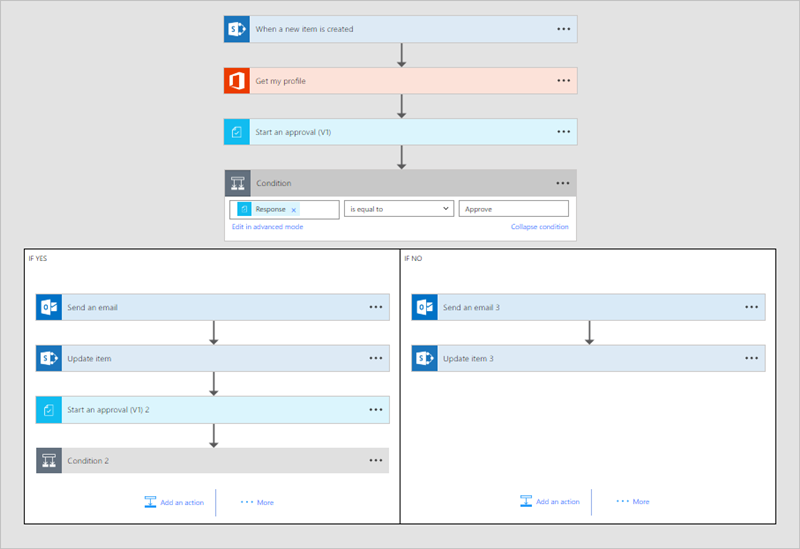 When a new item is created
Get my profile
Start an approval (V1)
Condition
Response x is equal to Approve
Edit in advanced mode Collapse condition
IF YES
Send an email
Update item
Start an approval (V1) 2
Condition 2
Add an action More
IF NO
Send an email 3
Update item 3
Add an action More